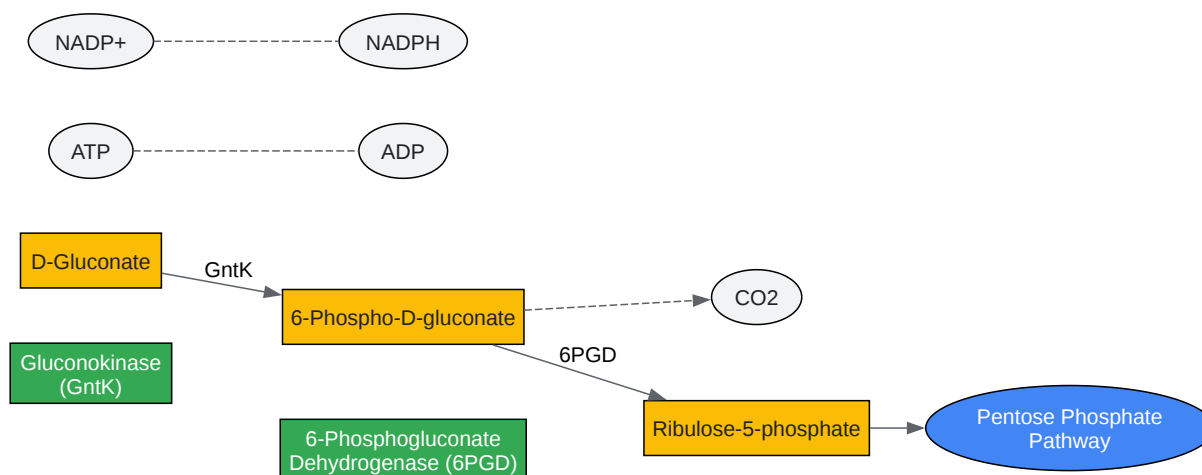 NADP+
NADPH
ATP
ADP
D-Gluconate
GntK
6-Phospho-D-gluconate
CO2
Gluconokinase
(GntK)
6PGD
6-Phosphogluconate
Dehydrogenase (6PGD)
Ribulose-5-phosphate
Pentose Phosphate
Pathway